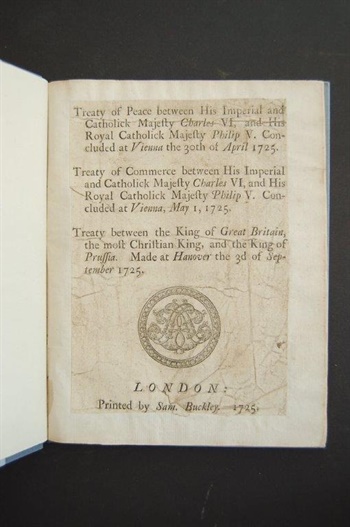 Treaty of Peace between His Imperial and
Catholick Majeſty Charles VI, and His
Royal Catholick Majeſty Philip V. Con-
cluded at Vienna the 30th of April 1725.
Treaty of Commerce between His Imperial
and Catholick Majeſty Charles VI, and His
Royal Catholick Majeſty Philip V. Con-
cluded at Vienna, May 1, 1725.
Treaty between the King of Great Britain,
the moſt Chriſtian King, and the King of
Pruſſia. Made at Hanover the 3d of Sep-
tember 1725.
LONDON:
Printed by Sam. Buckley. 1725.